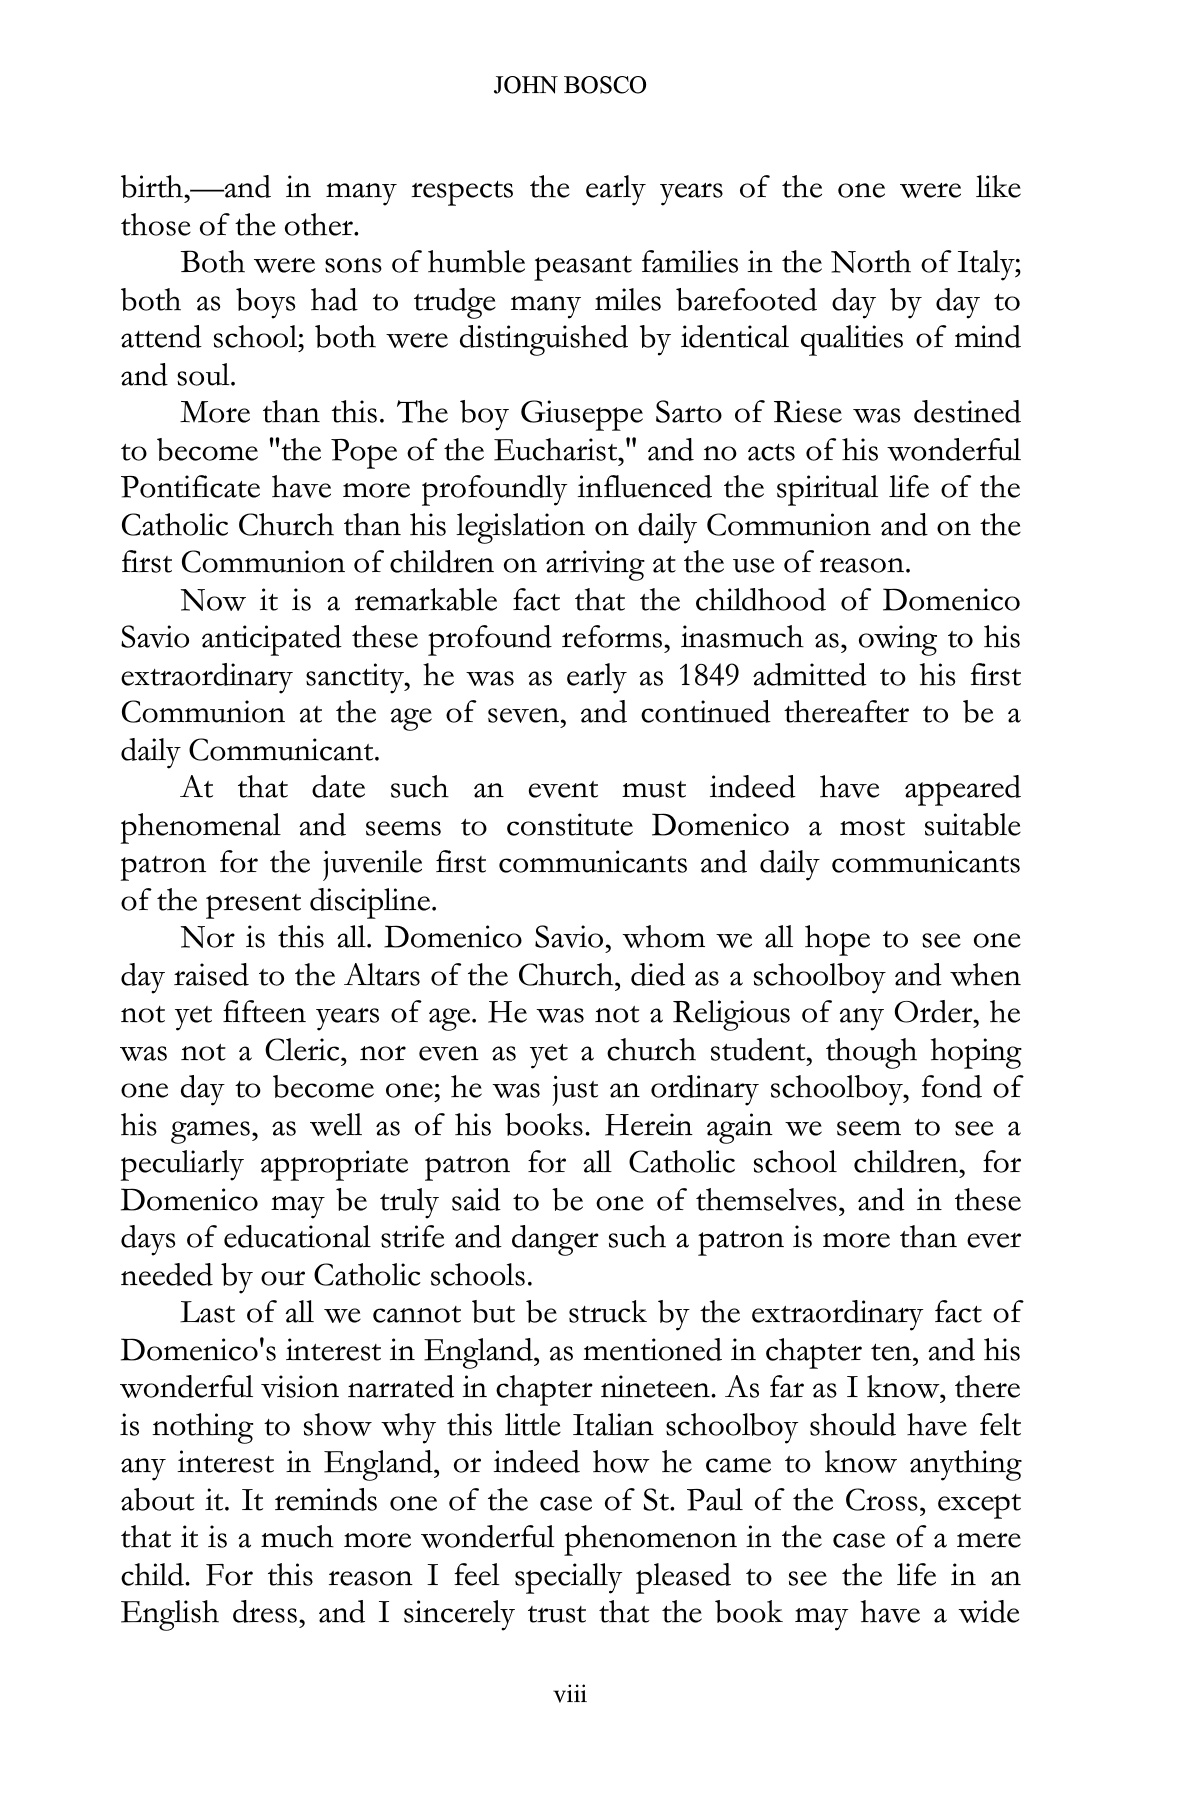 JOHN BOSCO
birth,—and in many respects the early years of the one were like
those of the other.
Both were sons of humble peasant families in the North of Italy;
both as boys had to trudge many miles barefooted day by day to
attend school; both were distinguished by identical qualities of mind
and soul.
More than this. The boy Giuseppe Sarto of Riese was destined
to become "the Pope of the Eucharist," and no acts of his wonderful
Pontificate have more profoundly influenced the spiritual life of the
Catholic Church than his legislation on daily Communion and on the
first Communion of children on arriving at the use of reason.
Now it is a remarkable fact that the childhood of Domenico
Savio anticipated these profound reforms, inasmuch as, owing to his
extraordinary sanctity, he was as early as 1849 admitted to his first
Communion at the age of seven, and continued thereafter to be a
daily Communicant.
At that date such an event must indeed have appeared
phenomenal and seems to constitute Domenico a most suitable
patron for the juvenile first communicants and daily communicants
of the present discipline.
Nor is this all. Domenico Savio, whom we all hope to see one
day raised to the Altars of the Church, died as a schoolboy and when
not yet fifteen years of age. He was not a Religious of any Order, he
was not a Cleric, nor even as yet a church student, though hoping
one day to become one; he was just an ordinary schoolboy, fond of
his games, as well as of his books. Herein again we seem to see a
peculiarly appropriate patron for all Catholic school children, for
Domenico may be truly said to be one of themselves, and in these
days of educational strife and danger such a patron is more than ever
needed by our Catholic schools.
Last of all we cannot but be struck by the extraordinary fact of
Domenico's interest in England, as mentioned in chapter ten, and his
wonderful vision narrated in chapter nineteen. As far as I know, there
is nothing to show why this little Italian schoolboy should have felt
any interest in England, or indeed how he came to know anything
about it. It reminds one of the case of St. Paul of the Cross, except
that it is a much more wonderful phenomenon in the case of a mere
child. For this reason I feel specially pleased to see the life in an
English dress, and I sincerely trust that the book may have a wide
viii